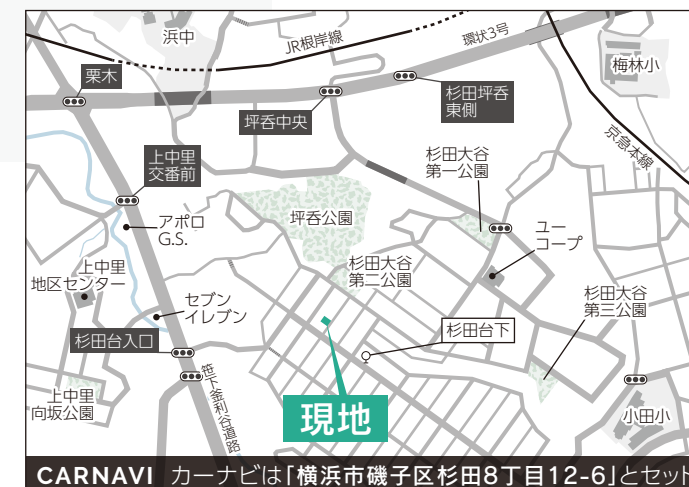 浜中
JR根岸線
環状3号
梅林小
栗木
坪呑中央
杉田坪呑
東側
京急本線
上中里
交番前
杉田大谷
第一公園
アポロ
G.S.
坪呑公園
ユー
コープ
上中里
地区センター
杉田大谷
第二公園
セブン
イレブン
杉田大谷
第三公園
杉田台下
杉田台入口
笹下釜利谷道路
上中里
向坂公園
現地
小田小
CARNAVI カーナビは「横浜市磯子区杉田8丁目12-6」とセット